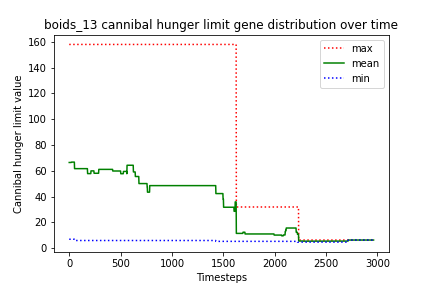 boids_13 cannibal hunger limit gene distribution over time
Cannibal hunger limit value
160
140
120
100
80
60
40
20
0
max
mean
min
0 500 1000 1500 2000 2500 3000
Timesteps